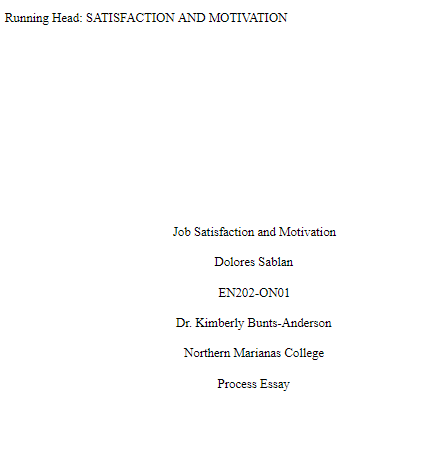 Running Head: SATISFACTION AND MOTIVATION
Job Satisfaction and Motivation
Dolores Sablan
EN202-ON01
Dr. Kimberly Bunts-Anderson
Northern Marianas College
Process Essay